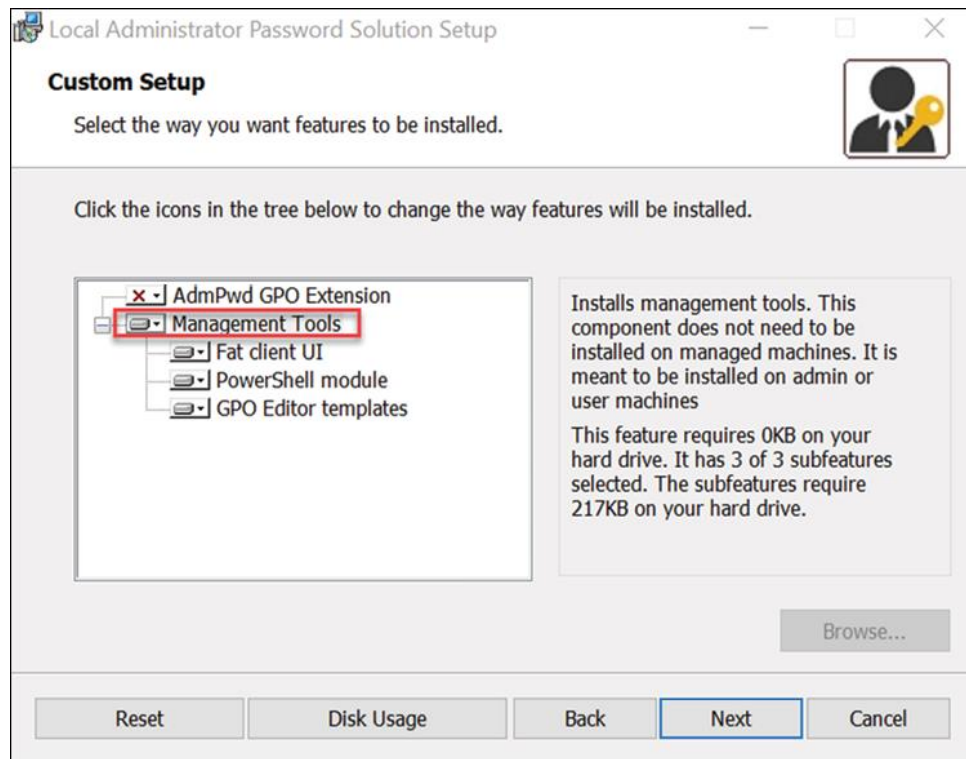 Local Administrator Password Solution Setup
Custom Setup
Select the way you want features to be installed.
Click the icons in the tree below to change the way features will be installed.
AdmPwd GPO Extension
Management Tools
Fat client UI
PowerShell module
GPO Editor templates
Installs management tools. This
component does not need to be
installed on managed machines. It is
meant to be installed on admin or
user machines
This feature requires 0KB on your
hard drive. It has 3 of 3 subfeatures
selected. The subfeatures require
217KB on your hard drive.
Browse...
Reset Disk Usage Back Next Cancel